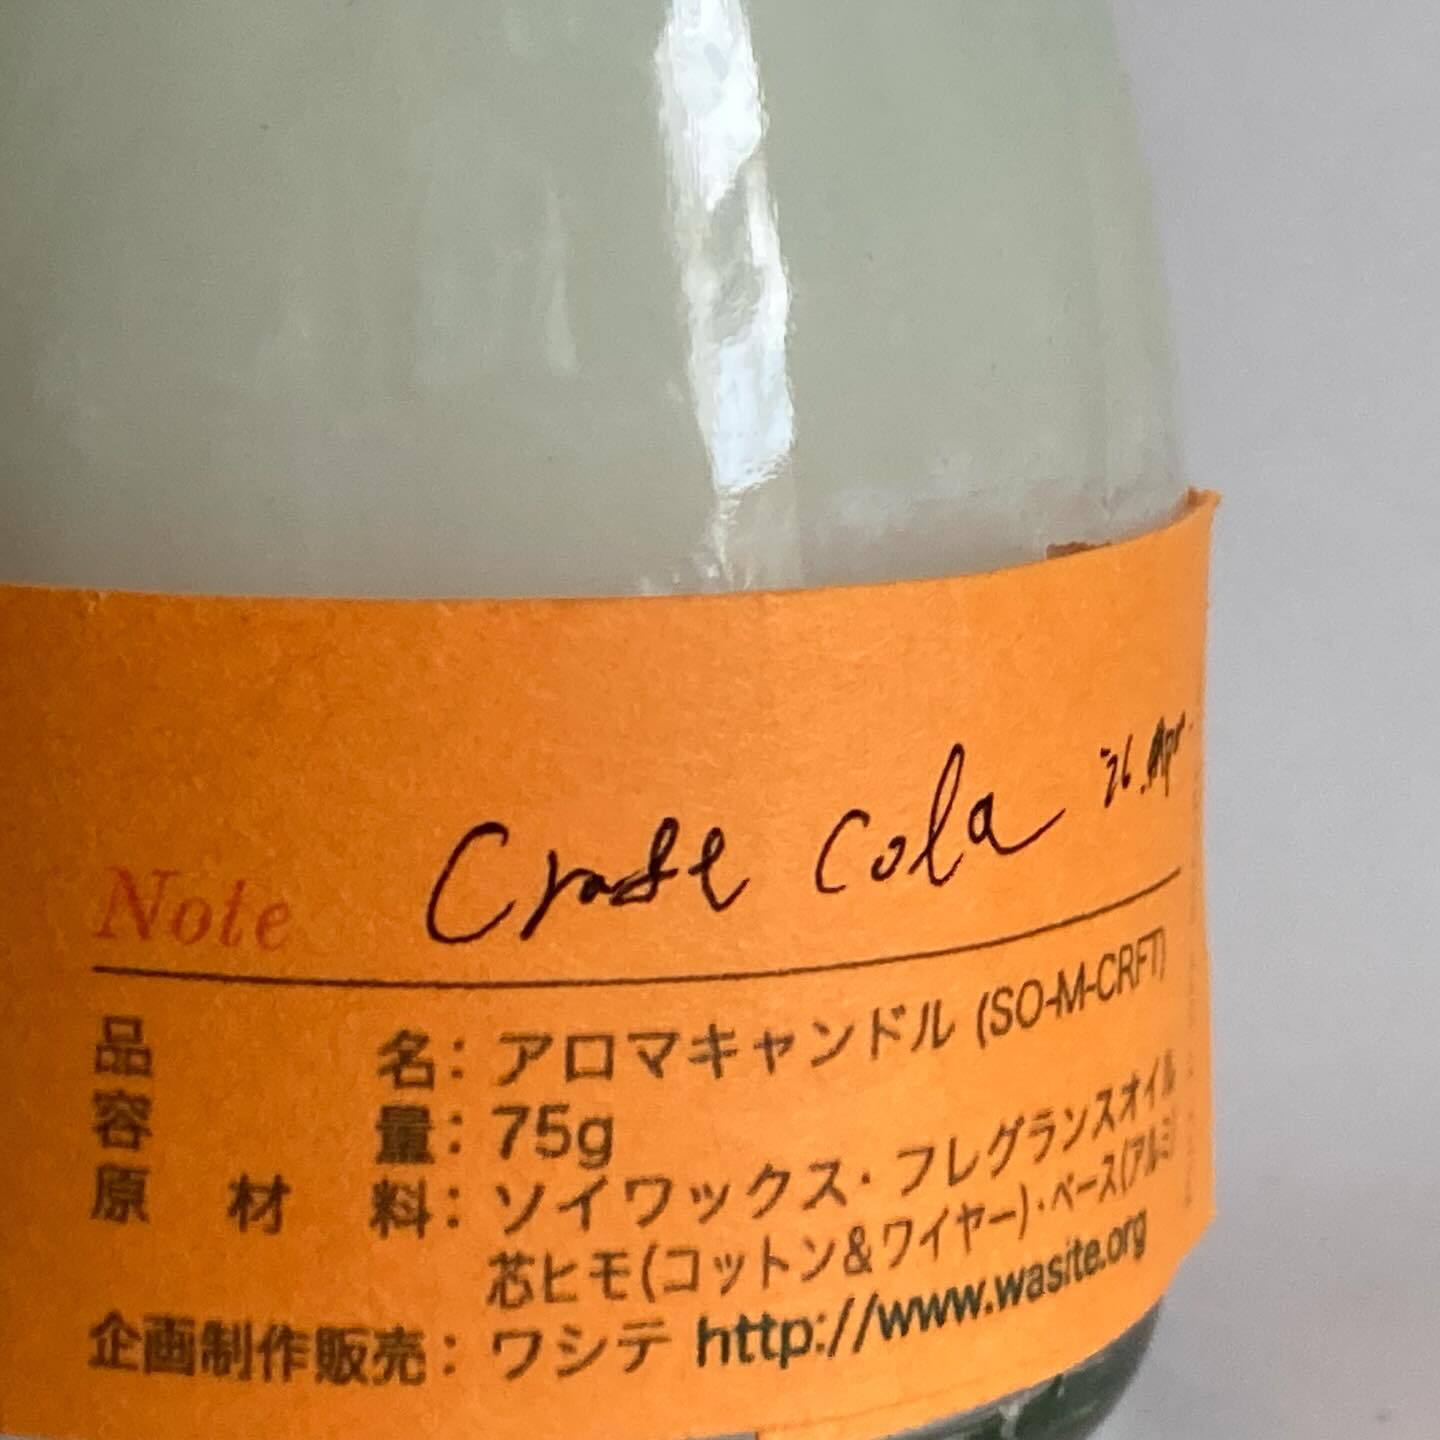 Note Craft Cola '26.Apr.
品名：アロマキャンドル (SO-M-CRFT)
容量：75g
原材料：ソイワックス・フレグランスオイル
芯ヒモ(コットン&ワイヤー)・ベース(アルミ)
企画制作販売：ワシテ http://www.wasite.org